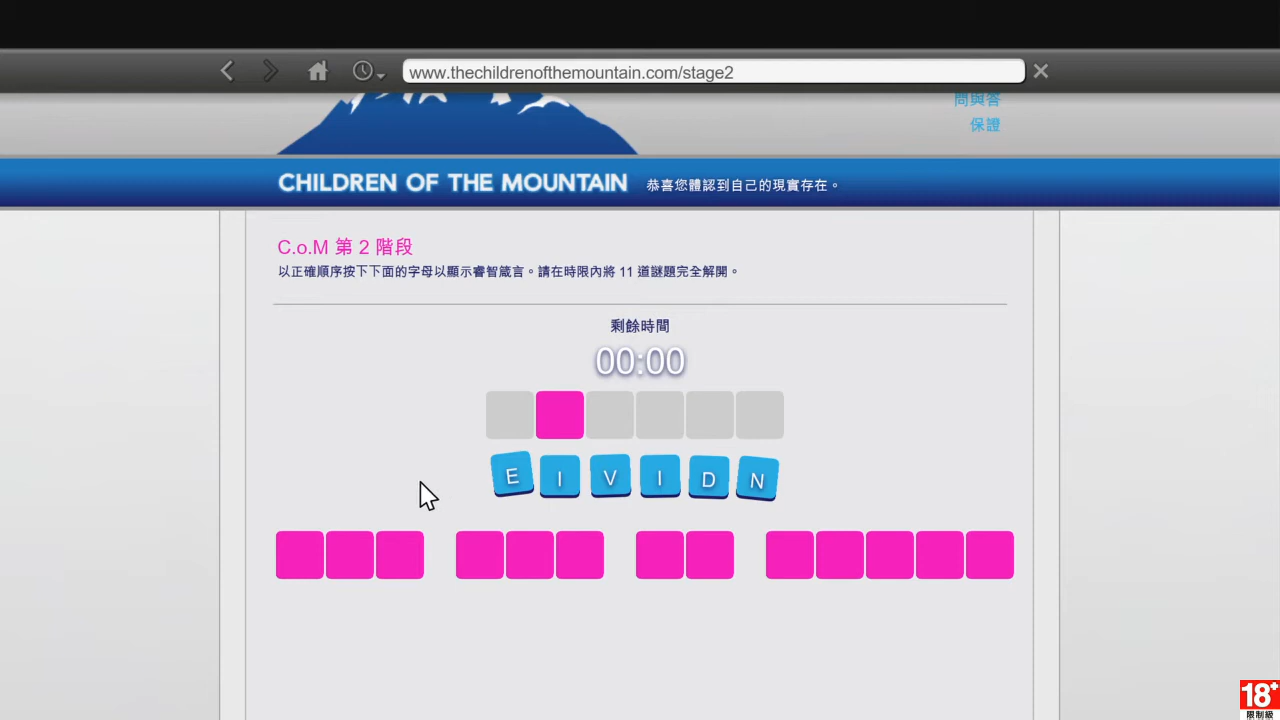 www.thechildrenofthemountain.com/stage2
問與答
保證
CHILDREN OF THE MOUNTAIN 恭喜您體認到自己的現實存在。
C.o.M 第 2 階段
以正確順序按下下面的字母以顯示睿智箴言。請在時限內將 11 道謎題完全解開。
剩餘時間
00:00
E I V I D N
18+
限制級